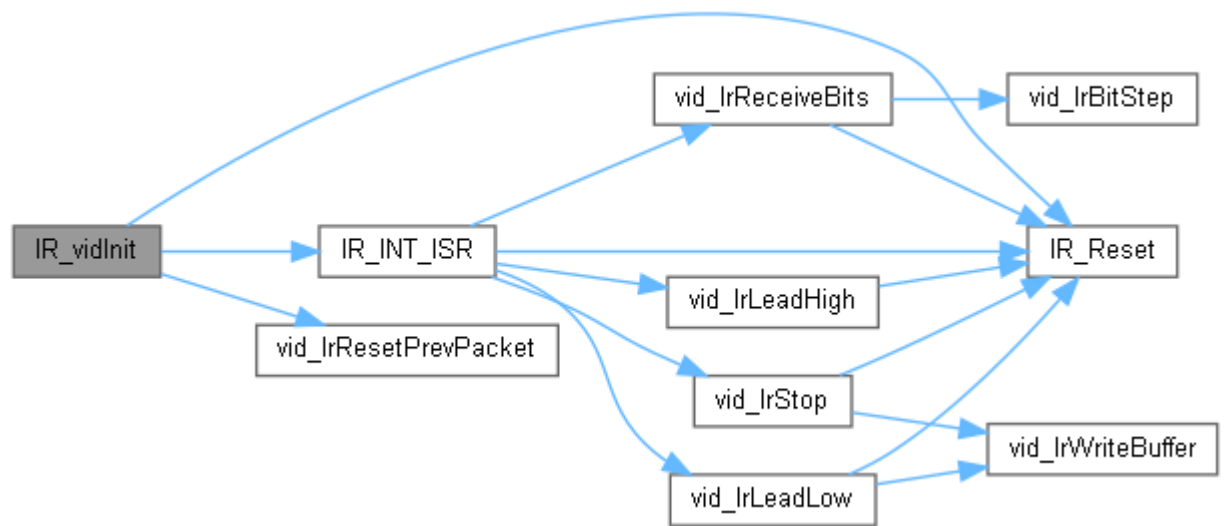 vid_IrReceiveBits
vid_IrBitStep
IR_vidInit
IR_INT_ISR
IR_Reset
vid_IrLeadHigh
vid_IrResetPrevPacket
vid_IrStop
vid_IrWriteBuffer
vid_IrLeadLow